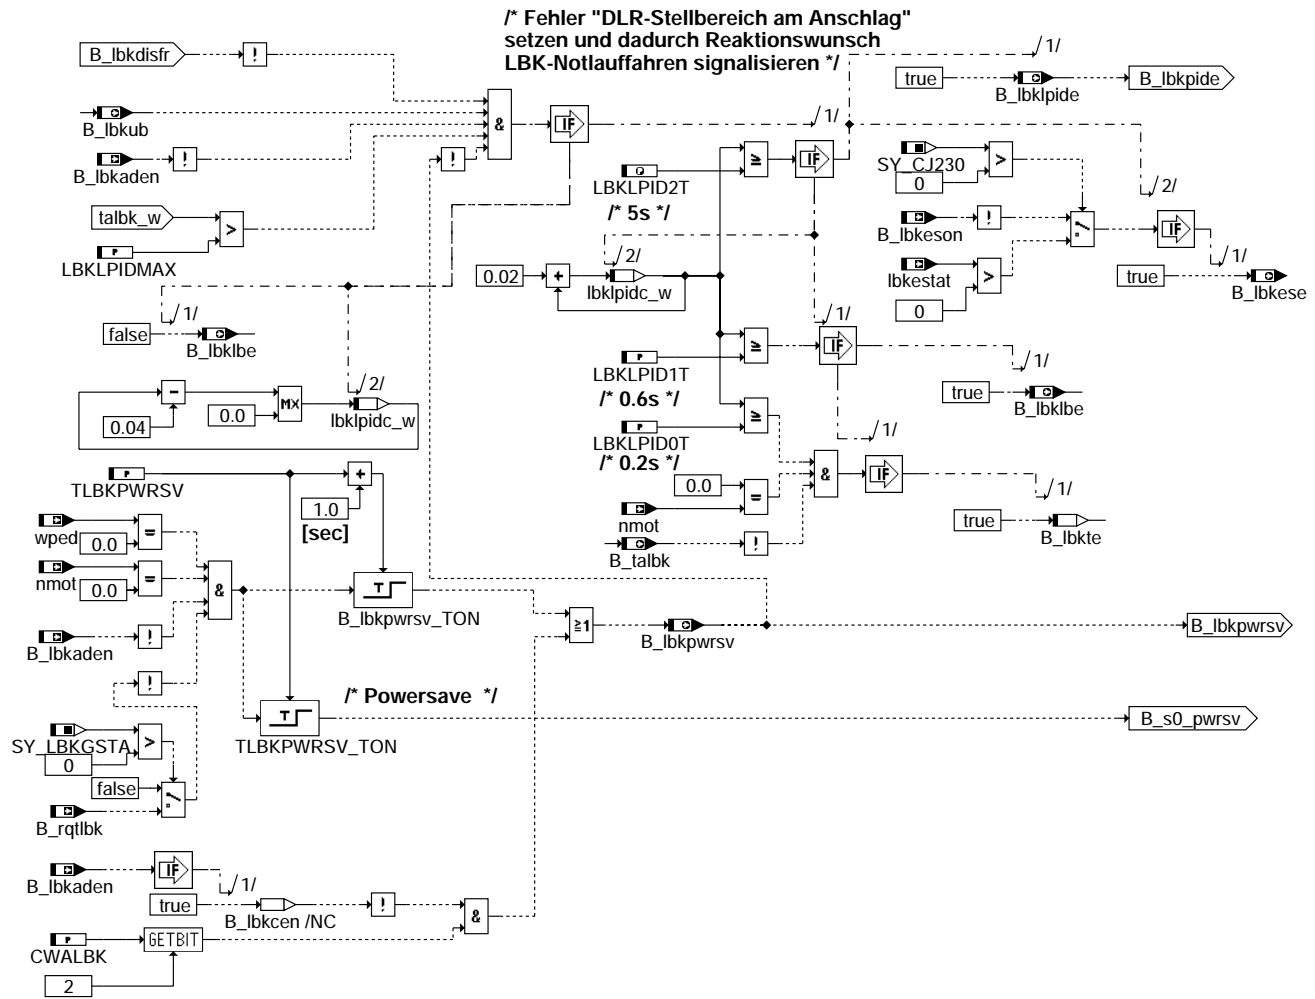 /* Fehler "DLR-Stellbereich am Anschlag"
setzen und dadurch Reaktionswunsch
LBK-Notlauffahren signalisieren */
B_lbkdisfr
!
B_lbkub
B_lbkaden
!
!
&
IF
1/
talbk_w
LBKLPIDMAX
>
1/
true
B_lbklpide
B_lbkpide
LBKLPID2T
/* 5s */
≥
IF
SY_CJ230
0
>
2/
B_lbkeson
!
lbkestat
0
>
IF
1/
true
B_lbkese
0.02
+
2/
lbklpidc_w
1/
false
B_lbklbe
1/
LBKLPID1T
/* 0.6s */
≥
IF
1/
true
B_lbklbe
-
0.04
0.0
MX
2/
lbklpidc_w
LBKLPID0T
/* 0.2s */
≥
1/
0.0
nmot
=
B_talbk
!
&
IF
1/
true
B_lbkte
TLBKPWRSV
+
1.0
[sec]
wped
0.0
=
nmot
0.0
=
B_lbkaden
!
!
&
T
B_lbkpwrsv_TON
≥1
B_lbkpwrsv
B_lbkpwrsv
/* Powersave */
T
TLBKPWRSV_TON
B_s0_pwrsv
SY_LBKGSTA
0
>
false
B_rqtlbk
B_lbkaden
IF
1/
true
B_lbkcen /NC
!
&
CWALBK
GETBIT
2